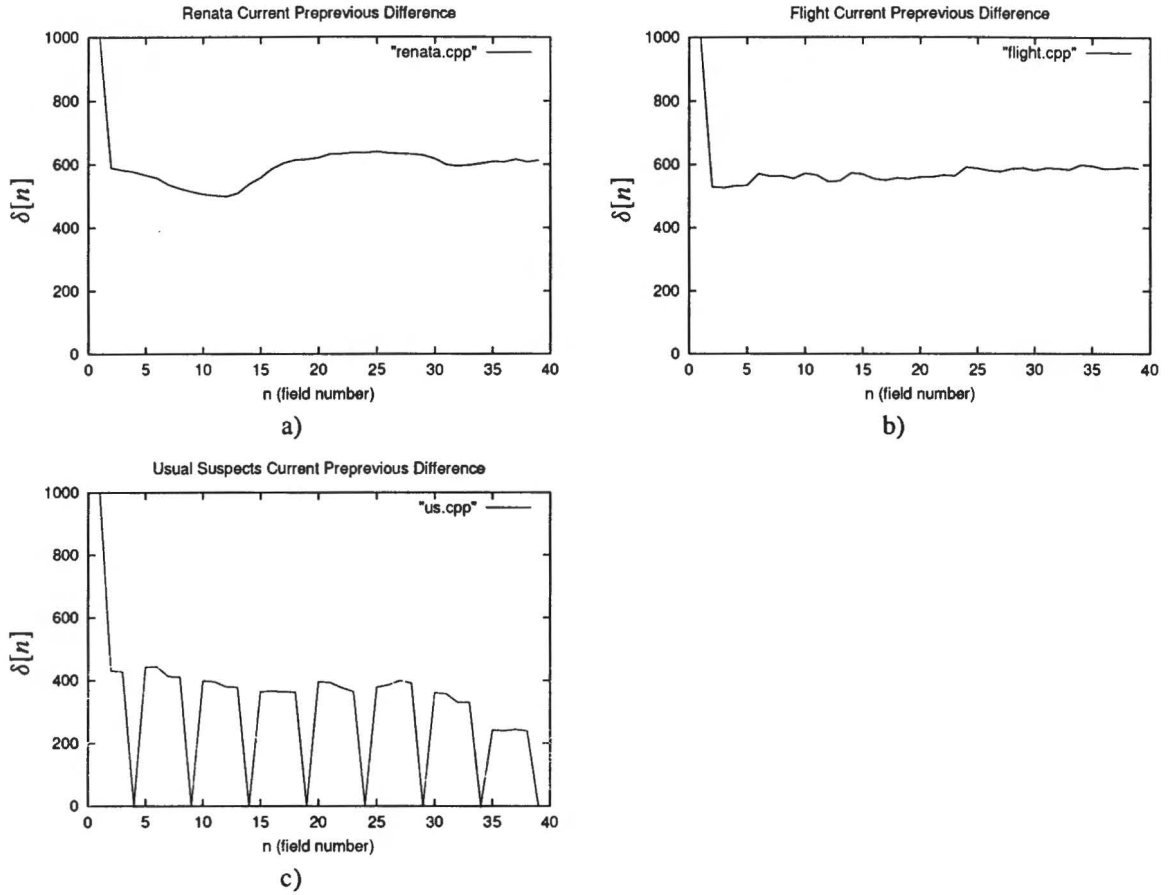 Renata Current Preprevious Difference
1000
800
600
400
200
0
δ[n]
"renata.cpp"
0 5 10 15 20 25 30 35 40
n (field number)
a)
Flight Current Preprevious Difference
1000
800
600
400
200
0
δ[n]
"flight.cpp"
0 5 10 15 20 25 30 35 40
n (field number)
b)
Usual Suspects Current Preprevious Difference
1000
800
600
400
200
0
δ[n]
"us.cpp"
0 5 10 15 20 25 30 35 40
n (field number)
c)